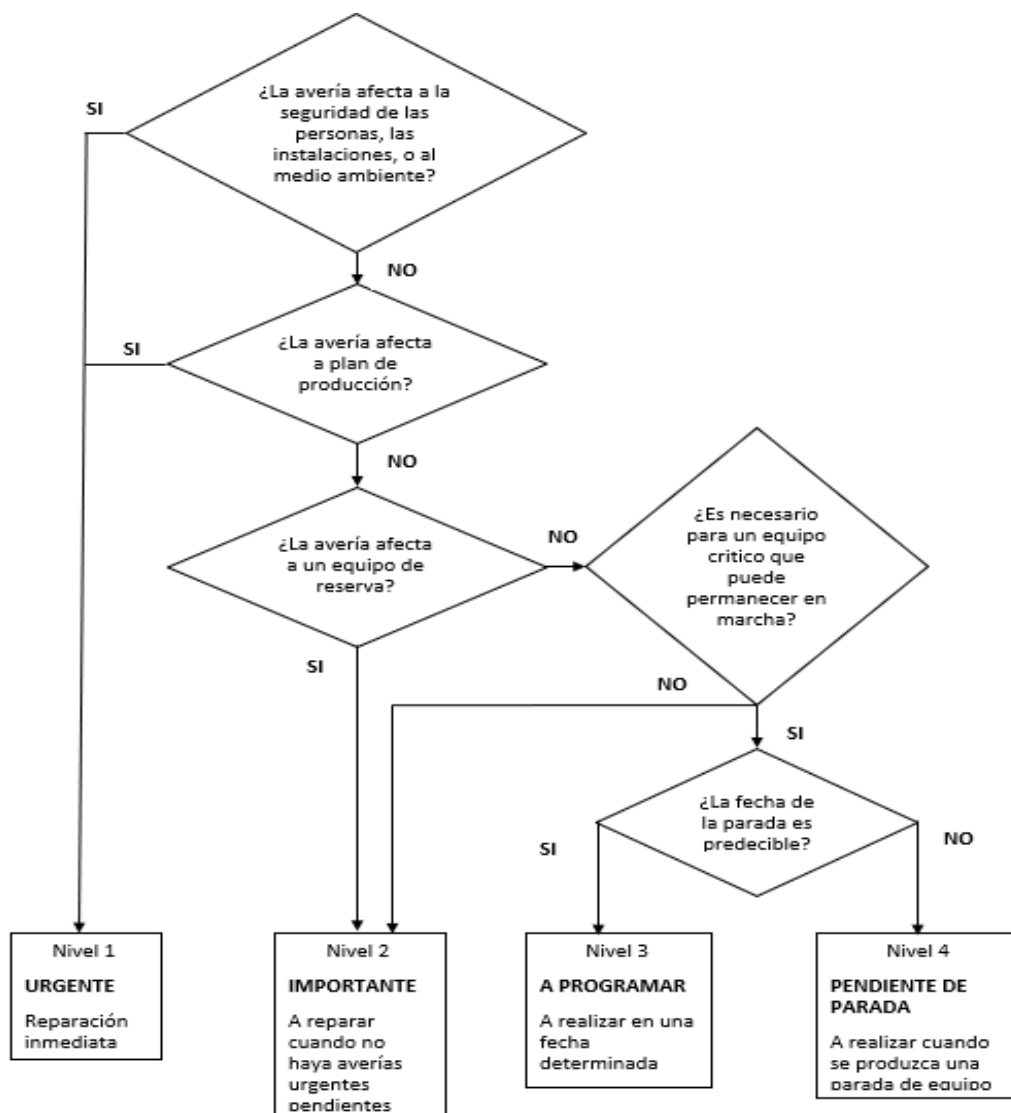 ¿La avería afecta a la
seguridad de las
personas, las
instalaciones, o al
medio ambiente?
SI
NO
¿La avería afecta
a plan de
producción?
SI
NO
¿La avería afecta
a un equipo de
reserva?
NO
SI
¿Es necesario
para un equipo
critico que
puede
permanecer en
marcha?
NO
SI
¿La fecha de
la parada es
predecible?
SI
NO
Nivel 1
URGENTE
Reparación
inmediata
Nivel 2
IMPORTANTE
A reparar
cuando no
haya averías
urgentes
pendientes
Nivel 3
A PROGRAMAR
A realizar en una
fecha
determinada
Nivel 4
PENDIENTE DE
PARADA
A realizar cuando
se produzca una
parada de equipo